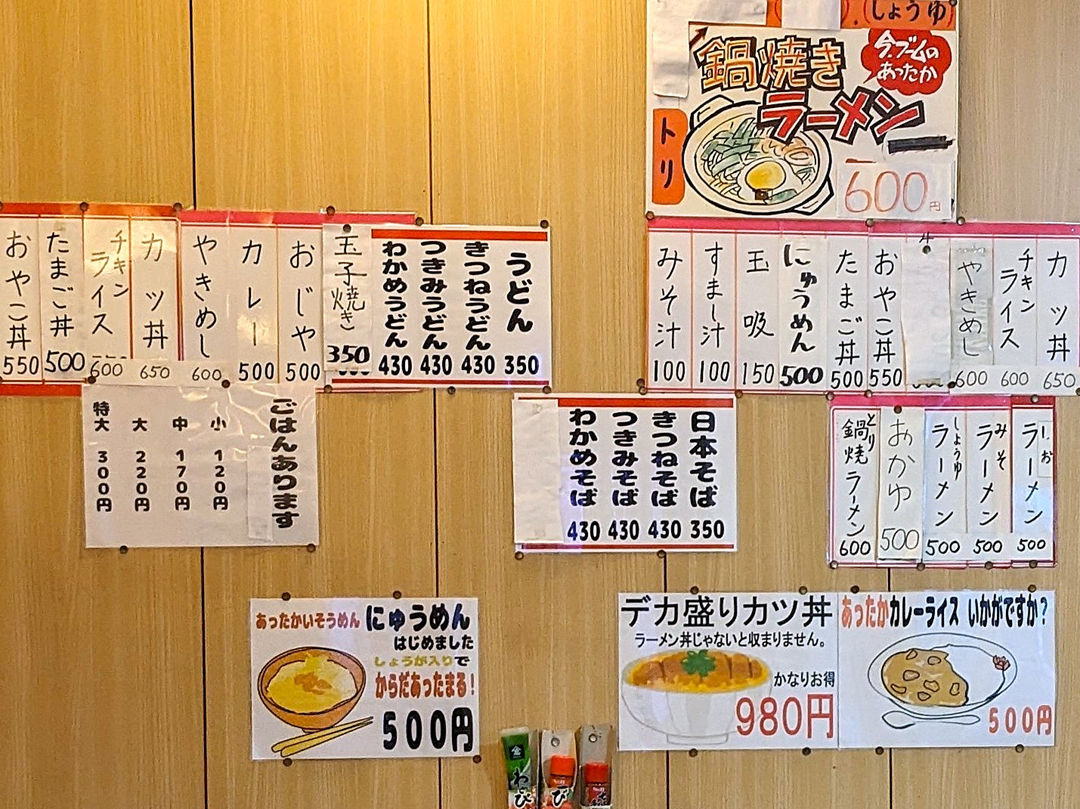 しょうゆ
今ブームの
あったか
鍋焼き
ラーメン
トリ
600円
おやこ丼 550
たまご丼 500
チキンライス 600
カツ丼 650
やきめし 600
カレー 500
おじや 500
玉子焼き 350
わかめうどん 430
つきみうどん 430
きつねうどん 430
うどん 350
みそ汁 100
すまし汁 100
玉吸 150
にゅうめん 500
たまご丼 500
おやこ丼 550
やきめし 600
チキンライス 600
カツ丼 650
ごはんあります
小 120円
中 170円
大 220円
特大 300円
日本そば 350
きつねそば 430
つきみそば 430
わかめそば 430
とり鍋焼ラーメン 600
おかゆ 500
しょうゆラーメン 500
みそラーメン 500
しおラーメン 500
あったかいそうめん にゅうめん
はじめました
しょうが入りで
からだあったまる!
500円
デカ盛りカツ丼
ラーメン丼じゃないと収まりません。
かなりお得
980円
あったかカレーライス いかがですか?
500円
わさび